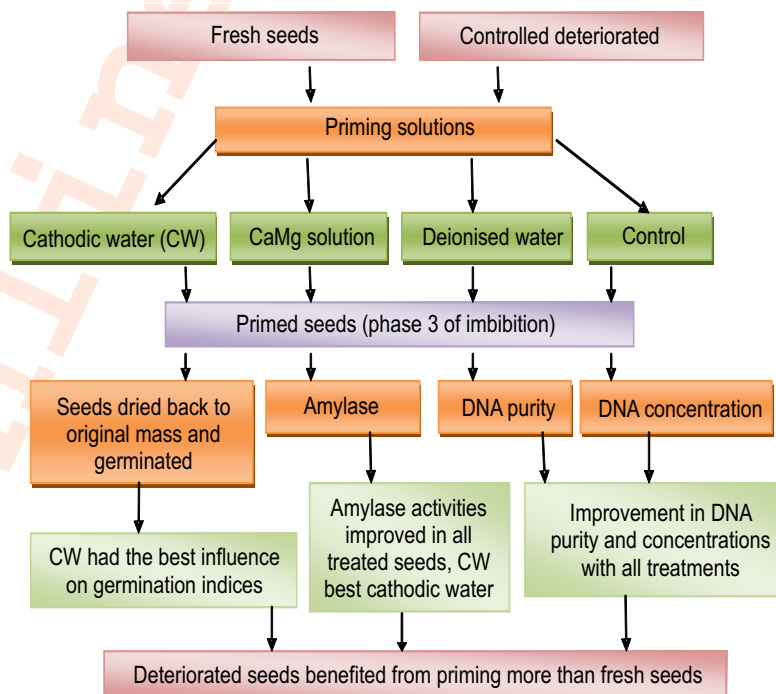 Fresh seeds
Controlled deteriorated
Priming solutions
Cathodic water (CW)
CaMg solution
Deionised water
Control
Primed seeds (phase 3 of imbibition)
Seeds dried back to
original mass and
germinated
Amylase
DNA purity
DNA concentration
CW had the best influence
on germination indices
Amylase activities
improved in all
treated seeds, CW
best cathodic water
Improvement in DNA
purity and concentrations
with all treatments
Deteriorated seeds benefited from priming more than fresh seeds